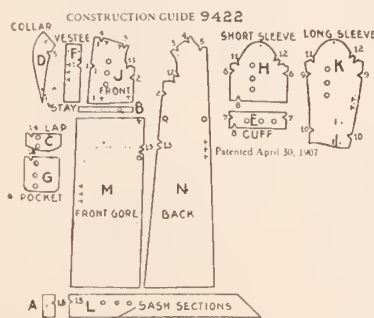 CONSTRUCTION GUIDE 9422
COLLAR
VESTEE
SHORT SLEEVE
LONG SLEEVE
D
F
J
FRONT
H
K
STAY
B
E
CUFF
LAP
C
G
POCKET
Patented April 30, 1907
M
FRONT GORE
N
BACK
A
L
SASH SECTIONS